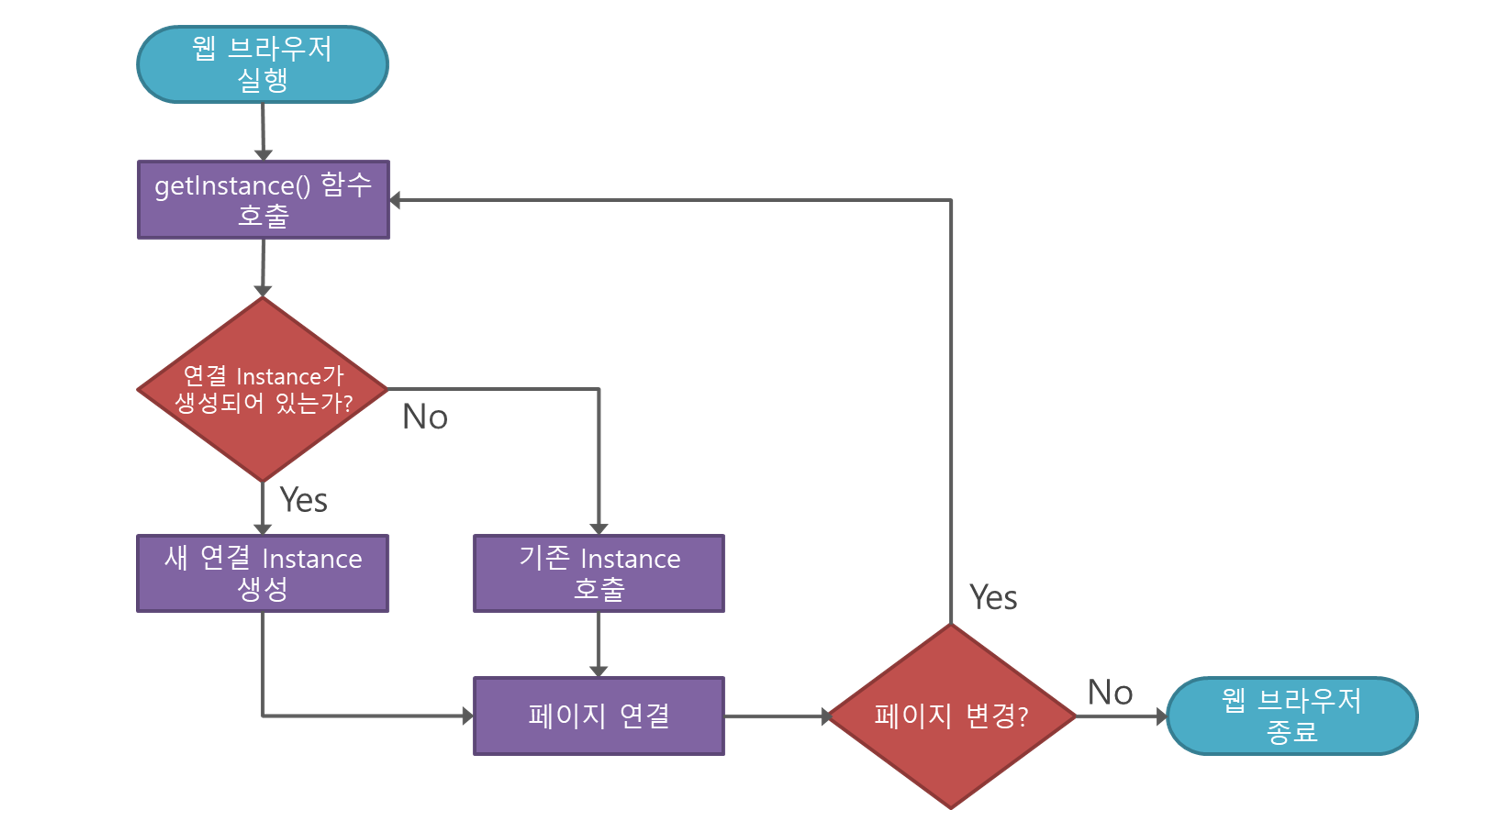 웹 브라우저
실행
getInstance() 함수
호출
연결 Instance가
생성되어 있는가?
No
Yes
새 연결 Instance
생성
기존 Instance
호출
페이지 연결
페이지 변경?
Yes
No
웹 브라우저
종료